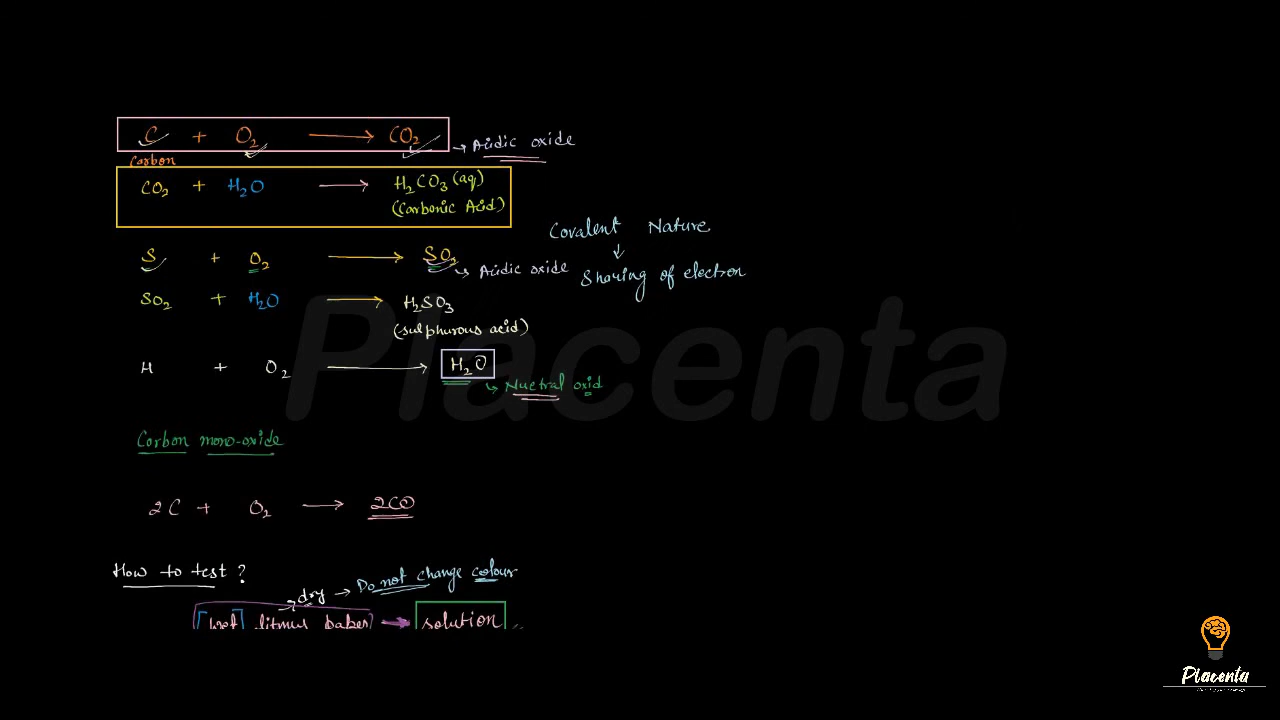 C + O₂ → CO₂ → Acidic oxide
Carbon
CO₂ + H₂O → H₂CO₃ (aq)
(Carbonic Acid)
Covalent Nature
↓
Sharing of electron
S + O₂ → SO₂ → Acidic oxide
SO₂ + H₂O → H₂SO₃
(sulphurous acid)
H + O₂ → H₂O
→ Nuetral oxid
Placenta
Carbon mono-oxide
2C + O₂ → 2CO
How to test?
dry → Do not change colour
[wet] litmus paper → solution
Placenta